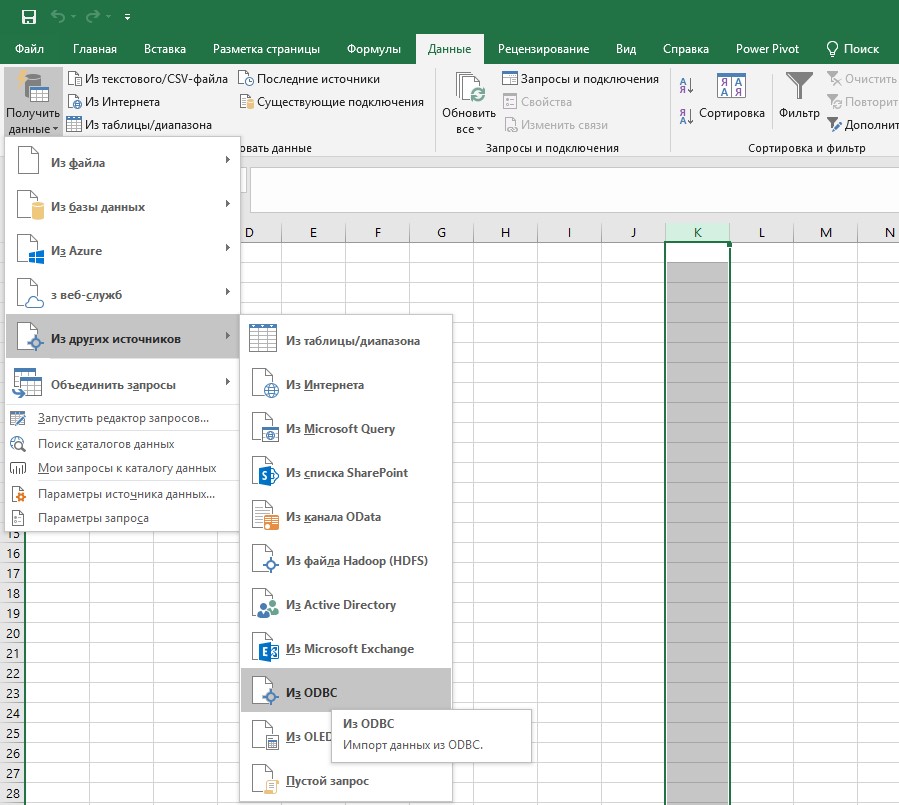 Файл Главная Вставка Разметка страницы Формулы Данные Рецензирование Вид Справка Power Pivot Поиск
Получить данные
Из текстового/CSV-файла
Из Интернета
Из таблицы/диапазона
Последние источники
Существующие подключения
овать данные
Обновить все
Запросы и подключения
Свойства
Изменить связи
Запросы и подключения
Сортировка
Фильтр
Очистить
Повторит
Дополнит
Сортировка и фильтр
D E F G H I J K L M N
Из файла
Из базы данных
Из Azure
з веб-служб
Из других источников
Объединить запросы
Запустить редактор запросов...
Поиск каталогов данных
Мои запросы к каталогу данных
Параметры источника данных...
Параметры запроса
Из таблицы/диапазона
Из Интернета
Из Microsoft Query
Из списка SharePoint
Из канала OData
Из файла Hadoop (HDFS)
Из Active Directory
Из Microsoft Exchange
Из ODBC
Из OLED
Пустой запрос
Из ODBC
Импорт данных из ODBC.
15
16
17
18
19
20
21
22
23
24
25
26
27
28